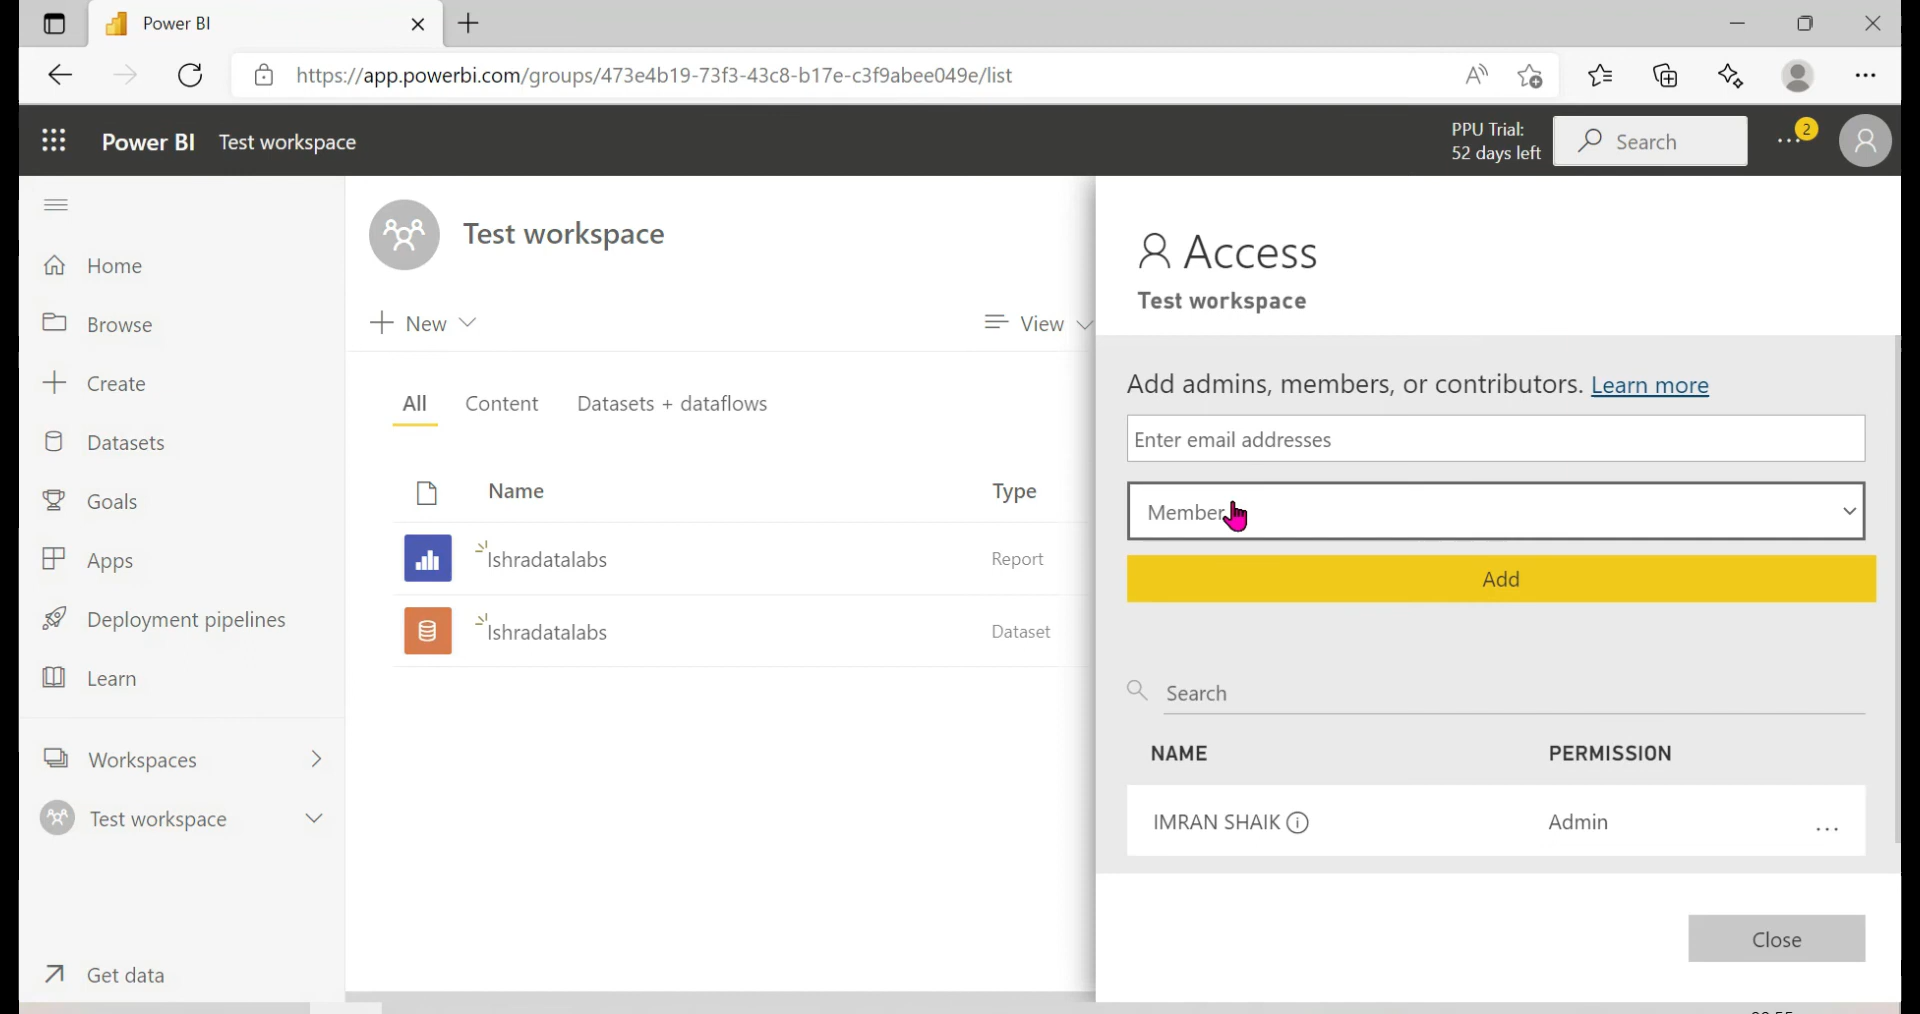 Power BI
https://app.powerbi.com/groups/473e4b19-73f3-43c8-b17e-c3f9abee049e/list
Power BI Test workspace
PPU Trial:
52 days left
Search
2
Home
Browse
Create
Datasets
Goals
Apps
Deployment pipelines
Learn
Workspaces
Test workspace
Get data
Test workspace
New
View
All Content Datasets + dataflows
Name Type
Ishradatalabs Report
Ishradatalabs Dataset
Access
Test workspace
Add admins, members, or contributors. Learn more
Enter email addresses
Member
Add
Search
NAME PERMISSION
IMRAN SHAIK Admin
Close